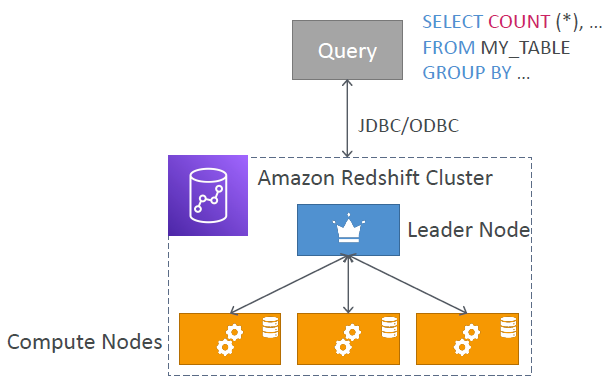 Query
SELECT COUNT (*), ...
FROM MY_TABLE
GROUP BY ...
JDBC/ODBC
Amazon Redshift Cluster
Leader Node
Compute Nodes